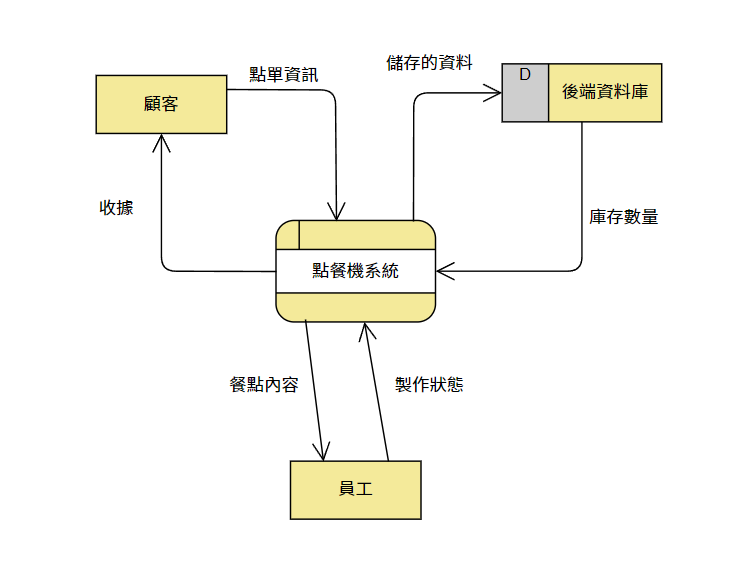 點單資訊
儲存的資料
顧客
D
後端資料庫
收據
庫存數量
點餐機系統
餐點內容
製作狀態
員工